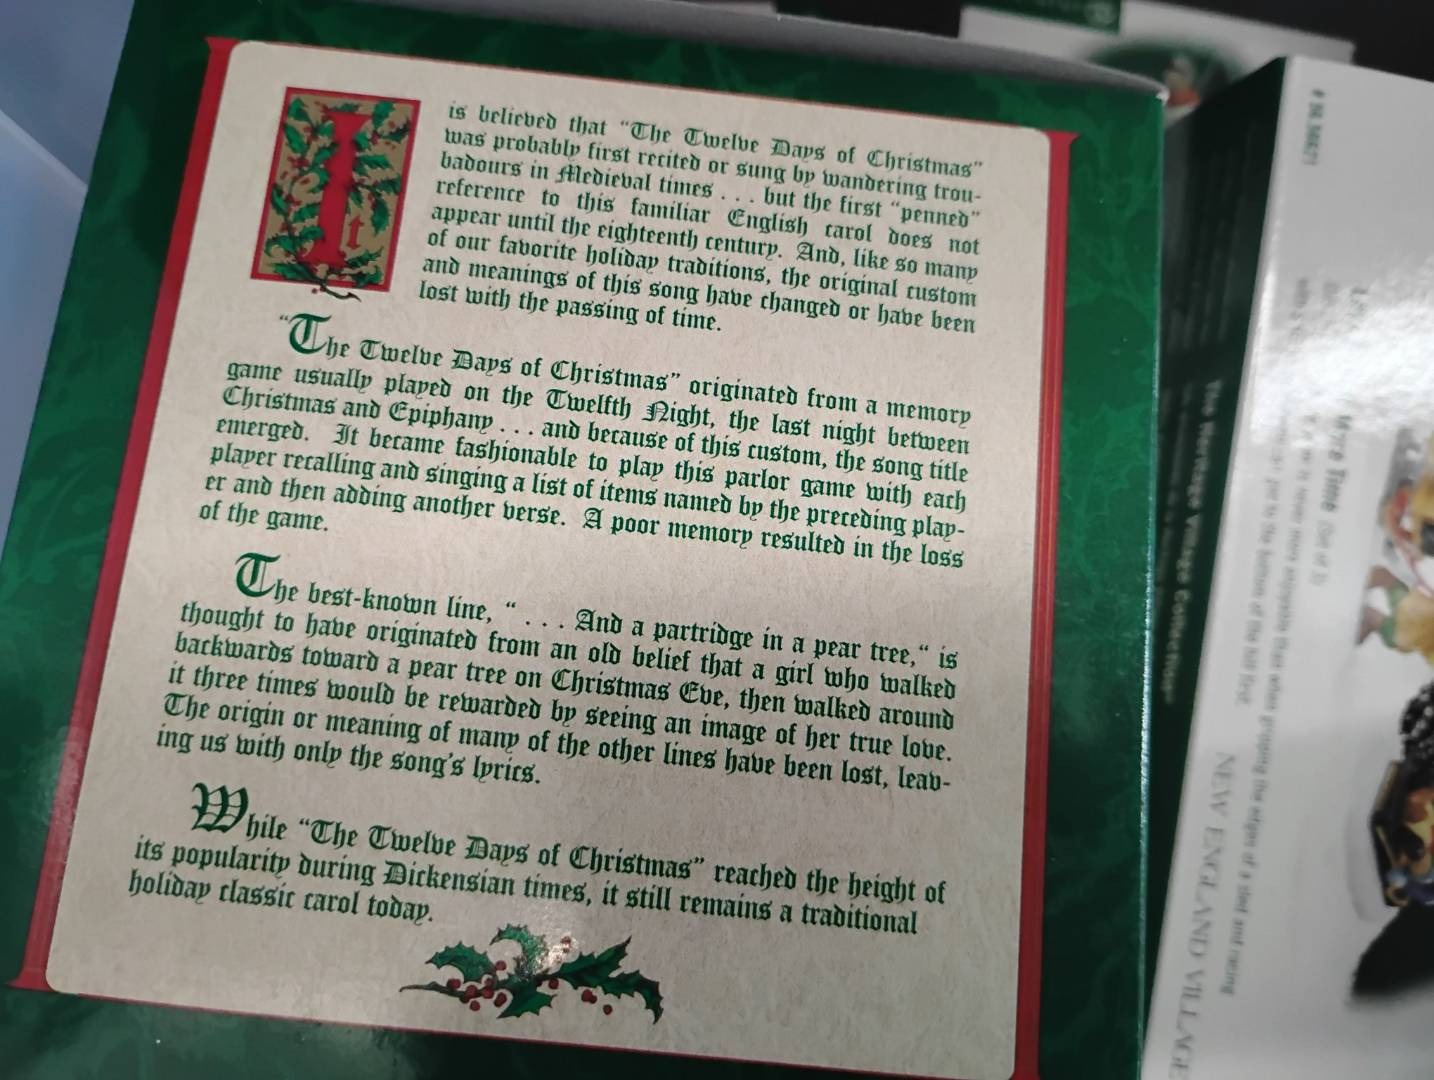 It
is believed that "The Twelve Days of Christmas"
was probably first recited or sung by wandering trou-
badours in Medieval times . . . but the first "penned"
reference to this familiar English carol does not
appear until the eighteenth century. And, like so many
of our favorite holiday traditions, the original custom
and meanings of this song have changed or have been
lost with the passing of time.
"The Twelve Days of Christmas" originated from a memory
game usually played on the Twelfth Night, the last night between
Christmas and Epiphany . . . and because of this custom, the song title
emerged. It became fashionable to play this parlor game with each
player recalling and singing a list of items named by the preceding play-
er and then adding another verse. A poor memory resulted in the loss
of the game.
The best-known line, " . . . And a partridge in a pear tree," is
thought to have originated from an old belief that a girl who walked
backwards toward a pear tree on Christmas Eve, then walked around
it three times would be rewarded by seeing an image of her true love.
The origin or meaning of many of the other lines have been lost, leav-
ing us with only the song's lyrics.
While "The Twelve Days of Christmas" reached the height of
its popularity during Dickensian times, it still remains a traditional
holiday classic carol today.
The Heritage Village Collection
NEW ENGLAND VILLAGE